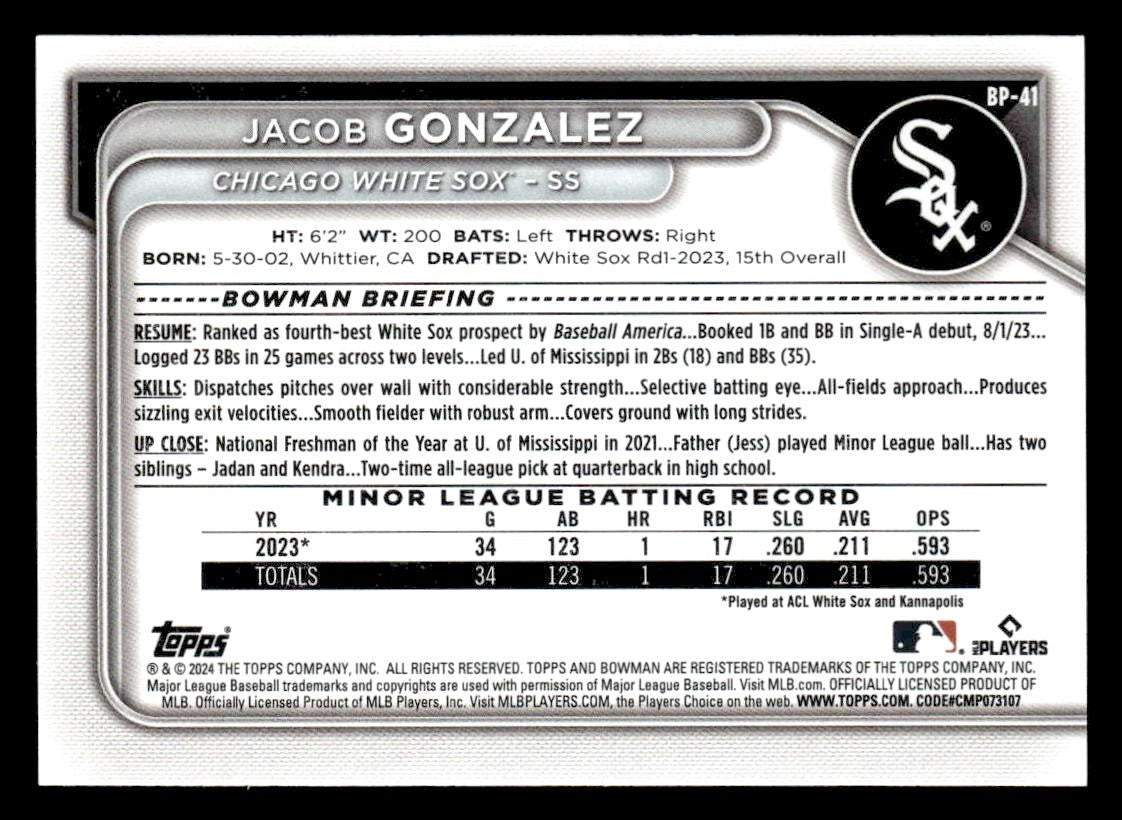 BP-41
JACOB GONZALEZ
CHICAGO WHITE SOX - SS
Sox®
HT: 6'2" WT: 200 BATS: Left THROWS: Right
BORN: 5-30-02, Whittier, CA DRAFTED: White Sox Rd1-2023, 15th Overall
BOWMAN BRIEFING
RESUME: Ranked as fourth-best White Sox prospect by Baseball America...Booked 1B and BB in Single-A debut, 8/1/23...
Logged 23 BBs in 25 games across two levels...Led U. of Mississippi in 2Bs (18) and BBs (35).
SKILLS: Dispatches pitches over wall with considerable strength...Selective batting eye...All-fields approach...Produces
sizzling exit velocities...Smooth fielder with robust arm...Covers ground with long strides.
UP CLOSE: National Freshman of the Year at U. of Mississippi in 2021...Father (Jess) played Minor League ball...Has two
siblings – Jadan and Kendra...Two-time all-league pick at quarterback in high school.
MINOR LEAGUE BATTING RECORD
YR G AB HR RBI SLG AVG OPS
2023* 34 123 1 17 .260 .211 .593
TOTALS 34 123 1 17 .260 .211 .593
*Played at ACL White Sox and Kannapolis
topps® MLB PLAYERS
® & © 2024 THE TOPPS COMPANY, INC. ALL RIGHTS RESERVED. TOPPS AND BOWMAN ARE REGISTERED TRADEMARKS OF THE TOPPS COMPANY, INC.
Major League Baseball trademarks and copyrights are used with permission of Major League Baseball. Visit MLB.com. OFFICIALLY LICENSED PRODUCT OF
MLB. Officially Licensed Product of MLB Players, Inc. Visit MLBPLAYERS.COM, the Players Choice on the web. WWW.TOPPS.COM. CODE#CMP073107